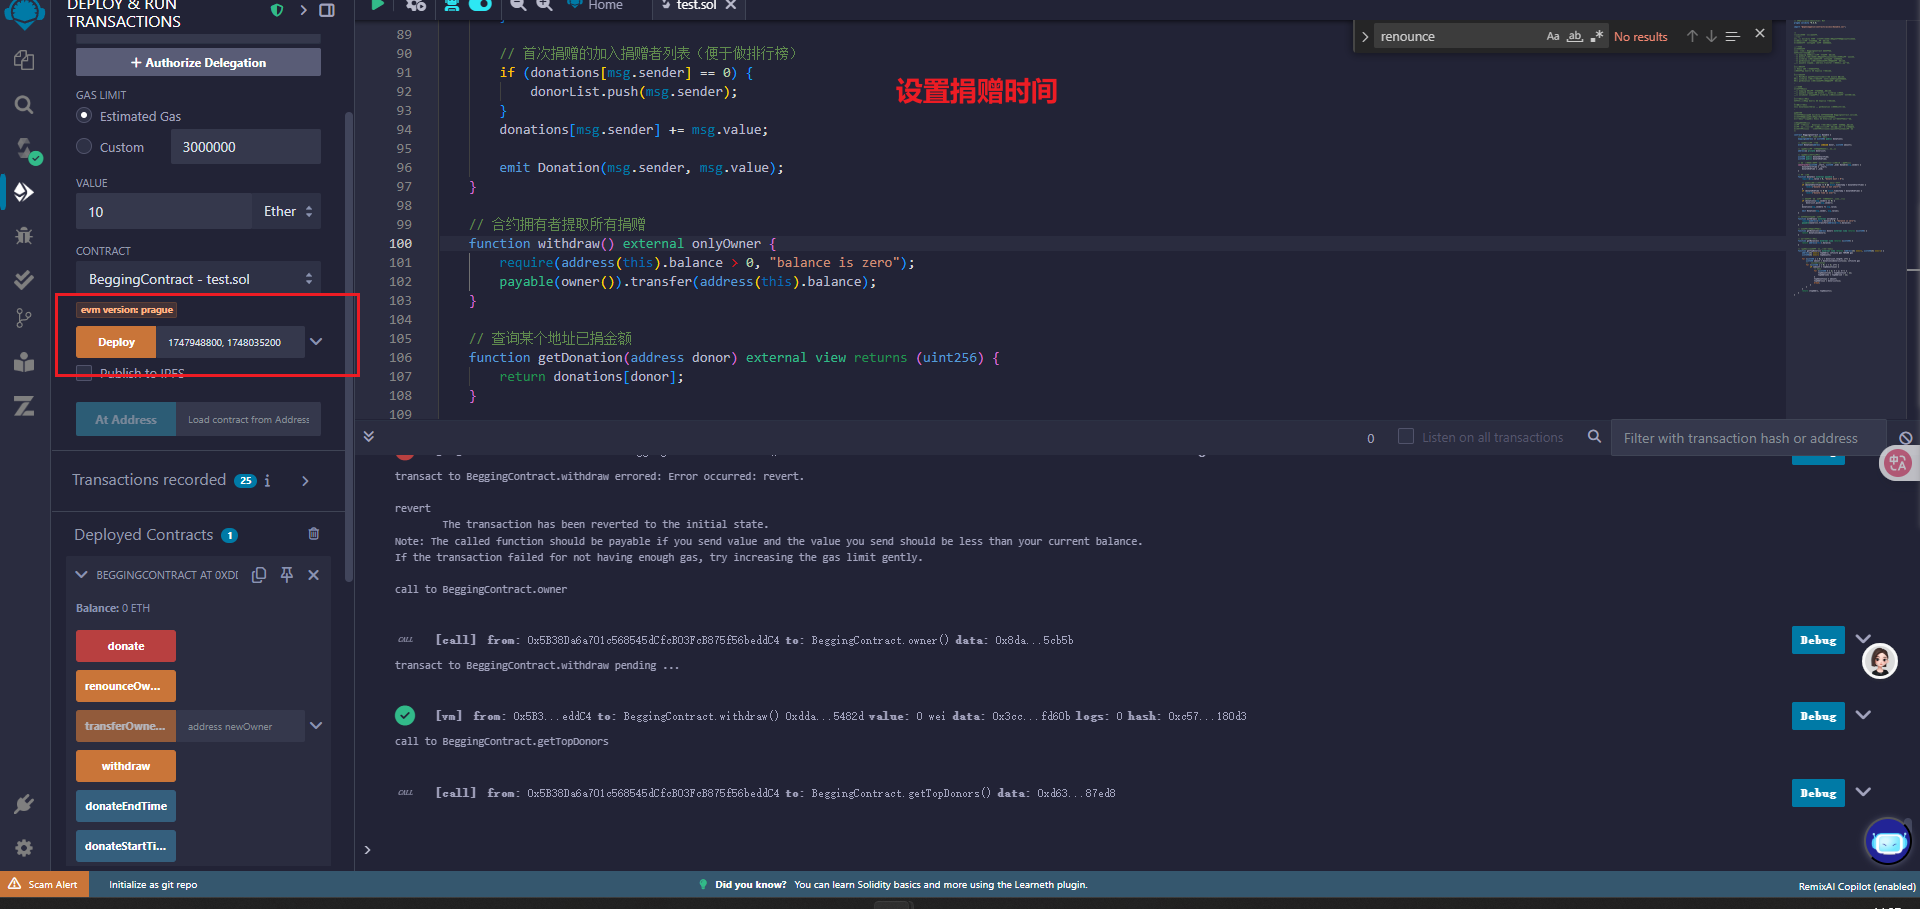 DEPLOY & RUN
TRANSACTIONS
Authorize Delegation
GAS LIMIT
Estimated Gas
Custom
3000000
VALUE
10
Ether
CONTRACT
BeggingContract - test.sol
evm version: prague
Deploy
1747948800, 1748035200
Publish to IPFS
At Address
Load contract from Address
Transactions recorded 25 i
Deployed Contracts 1
BEGGINGCONTRACT AT 0XDD
Balance: 0 ETH
donate
renounceOw...
transferOwne...
address newOwner
withdraw
donateEndTime
donateStartTi...
Home
test.sol
renounce
Aa
ab
No results
设置捐赠时间
89
90 // 首次捐赠的加入捐赠者列表（便于做排行榜）
91 if (donations[msg.sender] == 0) {
92 donorList.push(msg.sender);
93 }
94 donations[msg.sender] += msg.value;
95
96 emit Donation(msg.sender, msg.value);
97 }
98
99 // 合约拥有者提取所有捐赠
100 function withdraw() external onlyOwner {
101 require(address(this).balance > 0, "balance is zero");
102 payable(owner()).transfer(address(this).balance);
103 }
104
105 // 查询某个地址已捐金额
106 function getDonation(address donor) external view returns (uint256) {
107 return donations[donor];
108 }
109
0
Listen on all transactions
Filter with transaction hash or address
transact to BeggingContract.withdraw errored: Error occurred: revert.
revert
The transaction has been reverted to the initial state.
Note: The called function should be payable if you send value and the value you send should be less than your current balance.
If the transaction failed for not having enough gas, try increasing the gas limit gently.
call to BeggingContract.owner
CALL [call] from: 0x5B38Da6a701c568545dCfcB03FcB875f56beddC4 to: BeggingContract.owner() data: 0x8da...5cb5b
Debug
transact to BeggingContract.withdraw pending ...
[vm] from: 0x5B3...eddC4 to: BeggingContract.withdraw() 0xdda...5482d value: 0 wei data: 0x3cc...fd60b logs: 0 hash: 0xc57...180d3
Debug
call to BeggingContract.getTopDonors
CALL [call] from: 0x5B38Da6a701c568545dCfcB03FcB875f56beddC4 to: BeggingContract.getTopDonors() data: 0xd63...87ed8
Debug
>
Scam Alert
Initialize as git repo
Did you know? You can learn Solidity basics and more using the Learneth plugin.
RemixAI Copilot (enabled)